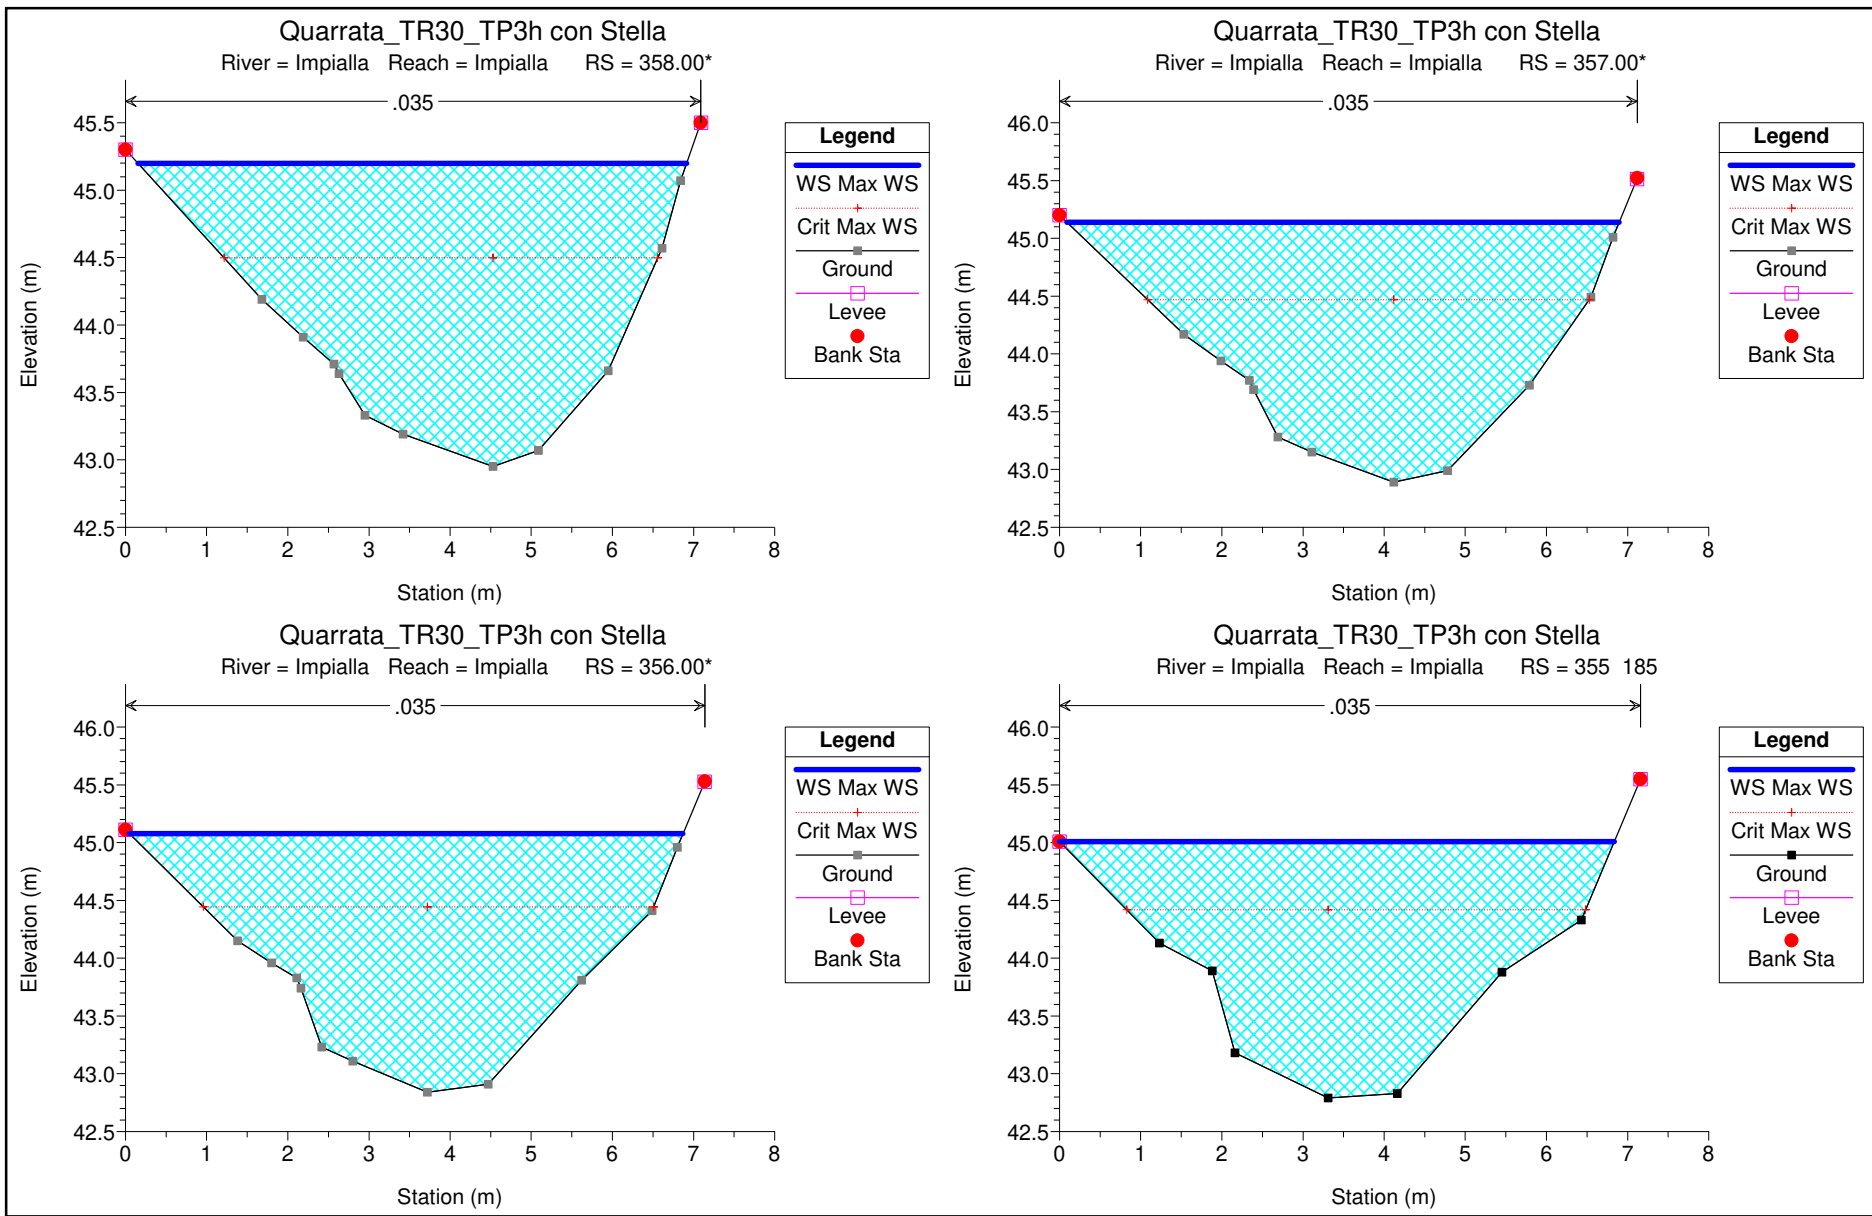 Quarrata_TR30_TP3h con Stella
River = Impialla Reach = Impialla RS = 358.00*
.035
45.5
45.0
44.5
44.0
43.5
43.0
42.5
0 1 2 3 4 5 6 7 8
Station (m)
Elevation (m)
Legend
WS Max WS
Crit Max WS
Ground
Levee
Bank Sta
Quarrata_TR30_TP3h con Stella
River = Impialla Reach = Impialla RS = 357.00*
.035
46.0
45.5
45.0
44.5
44.0
43.5
43.0
42.5
0 1 2 3 4 5 6 7 8
Station (m)
Elevation (m)
Legend
WS Max WS
Crit Max WS
Ground
Levee
Bank Sta
Quarrata_TR30_TP3h con Stella
River = Impialla Reach = Impialla RS = 356.00*
.035
46.0
45.5
45.0
44.5
44.0
43.5
43.0
42.5
0 1 2 3 4 5 6 7 8
Station (m)
Elevation (m)
Legend
WS Max WS
Crit Max WS
Ground
Levee
Bank Sta
Quarrata_TR30_TP3h con Stella
River = Impialla Reach = Impialla RS = 355 185
.035
46.0
45.5
45.0
44.5
44.0
43.5
43.0
42.5
0 1 2 3 4 5 6 7 8
Station (m)
Elevation (m)
Legend
WS Max WS
Crit Max WS
Ground
Levee
Bank Sta